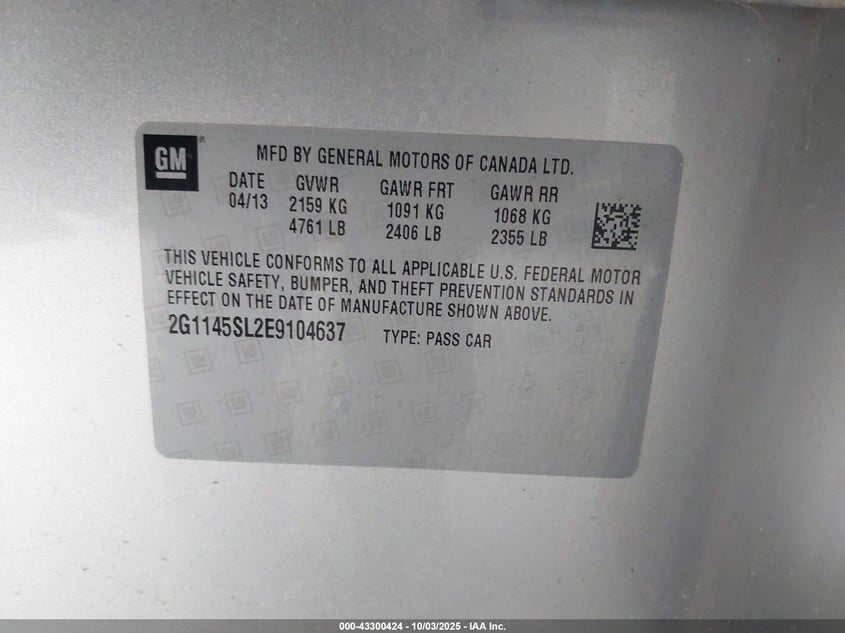 GM ®
MFD BY GENERAL MOTORS OF CANADA LTD.
DATE GVWR GAWR FRT GAWR RR
04/13 2159 KG 1091 KG 1068 KG
4761 LB 2406 LB 2355 LB
THIS VEHICLE CONFORMS TO ALL APPLICABLE U.S. FEDERAL MOTOR
VEHICLE SAFETY, BUMPER, AND THEFT PREVENTION STANDARDS IN
EFFECT ON THE DATE OF MANUFACTURE SHOWN ABOVE.
2G1145SL2E9104637 TYPE: PASS CAR
000-43300424 - 10/03/2025 - IAA Inc.